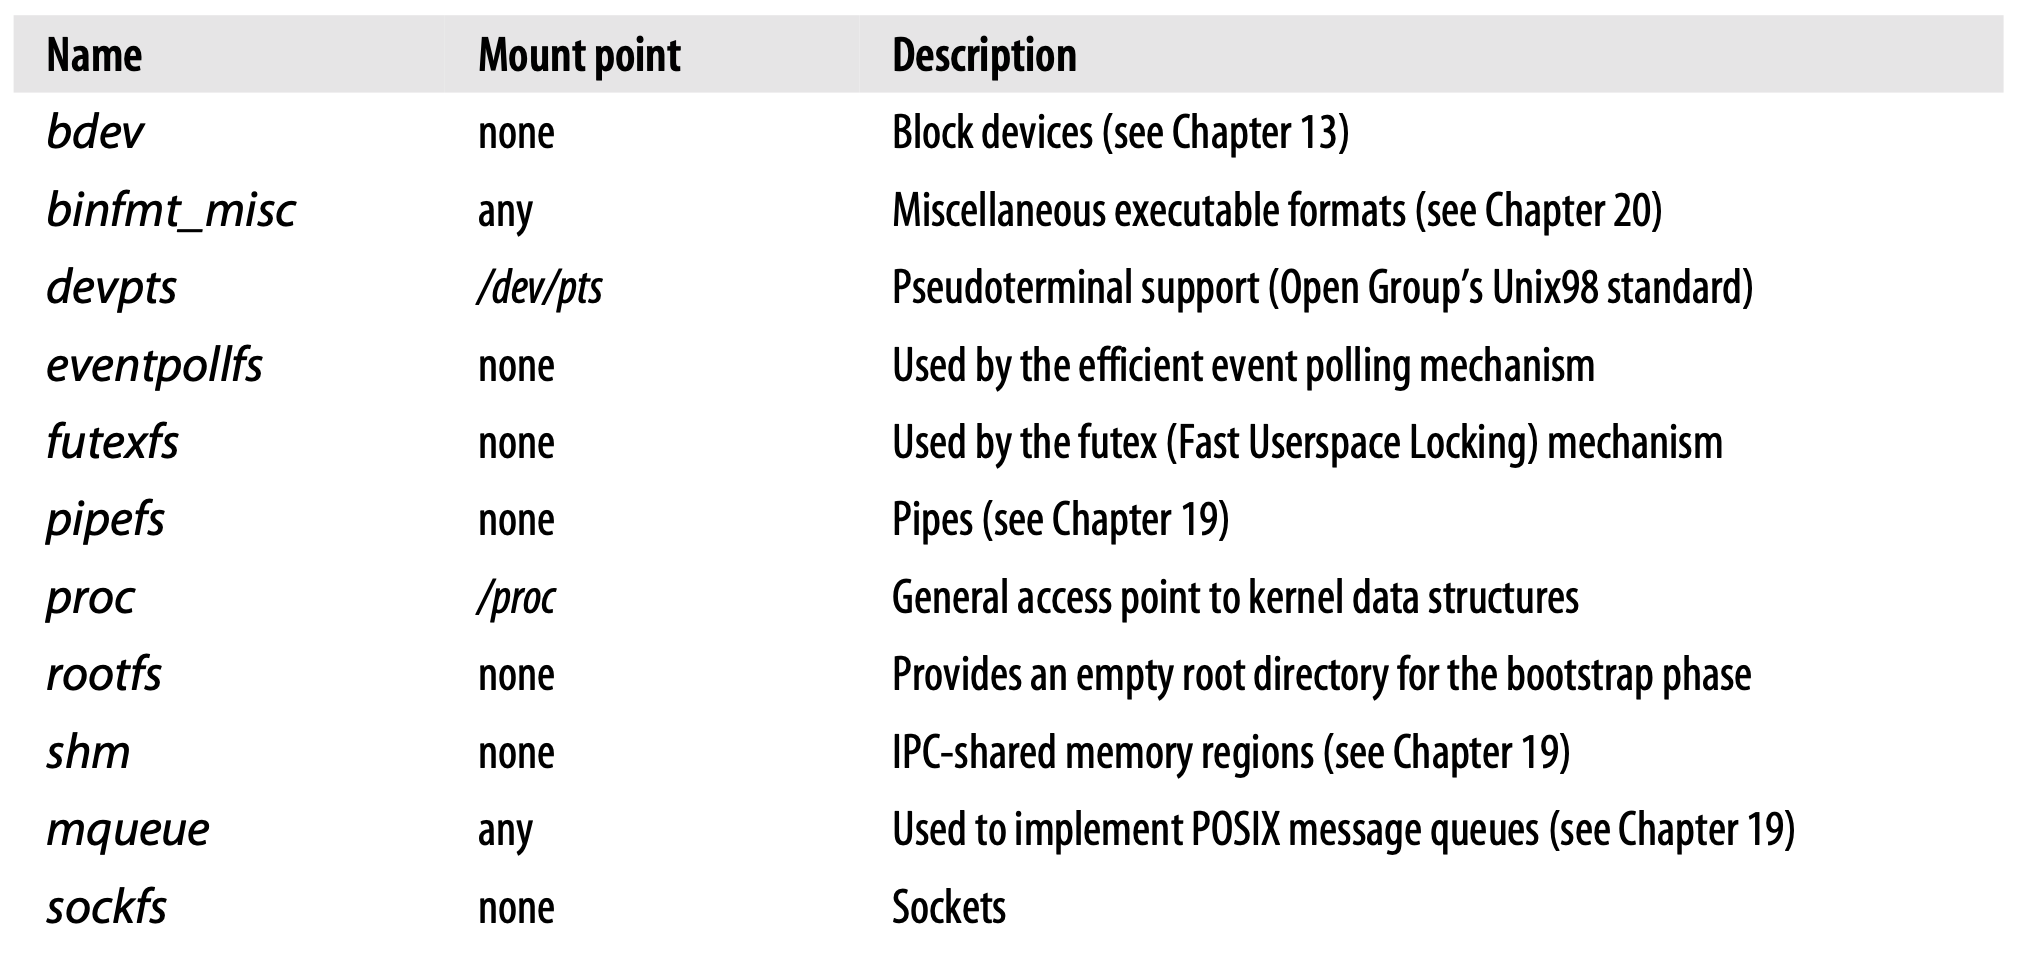 Name Mount point Description
bdev none Block devices (see Chapter 13)
binfmt_misc any Miscellaneous executable formats (see Chapter 20)
devpts /dev/pts Pseudoterminal support (Open Group’s Unix98 standard)
eventpollfs none Used by the efficient event polling mechanism
futexfs none Used by the futex (Fast Userspace Locking) mechanism
pipefs none Pipes (see Chapter 19)
proc /proc General access point to kernel data structures
rootfs none Provides an empty root directory for the bootstrap phase
shm none IPC-shared memory regions (see Chapter 19)
mqueue any Used to implement POSIX message queues (see Chapter 19)
sockfs none Sockets